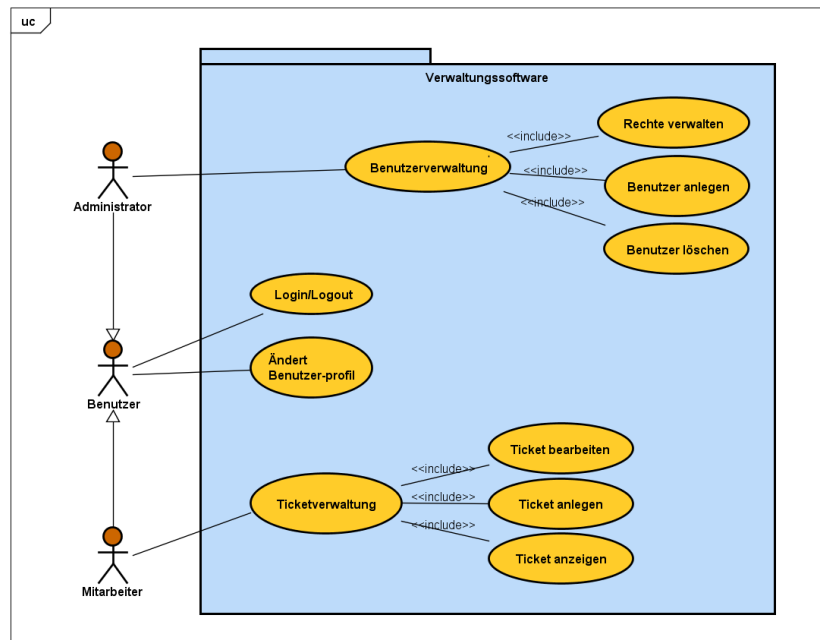 uc
Verwaltungssoftware
Rechte verwalten
<<include>>
Benutzerverwaltung
<<include>>
Benutzer anlegen
<<include>>
Administrator
Benutzer löschen
Login/Logout
Ändert
Benutzer-profil
Benutzer
Ticket bearbeiten
<<include>>
Ticketverwaltung
<<include>>
Ticket anlegen
<<include>>
Ticket anzeigen
Mitarbeiter